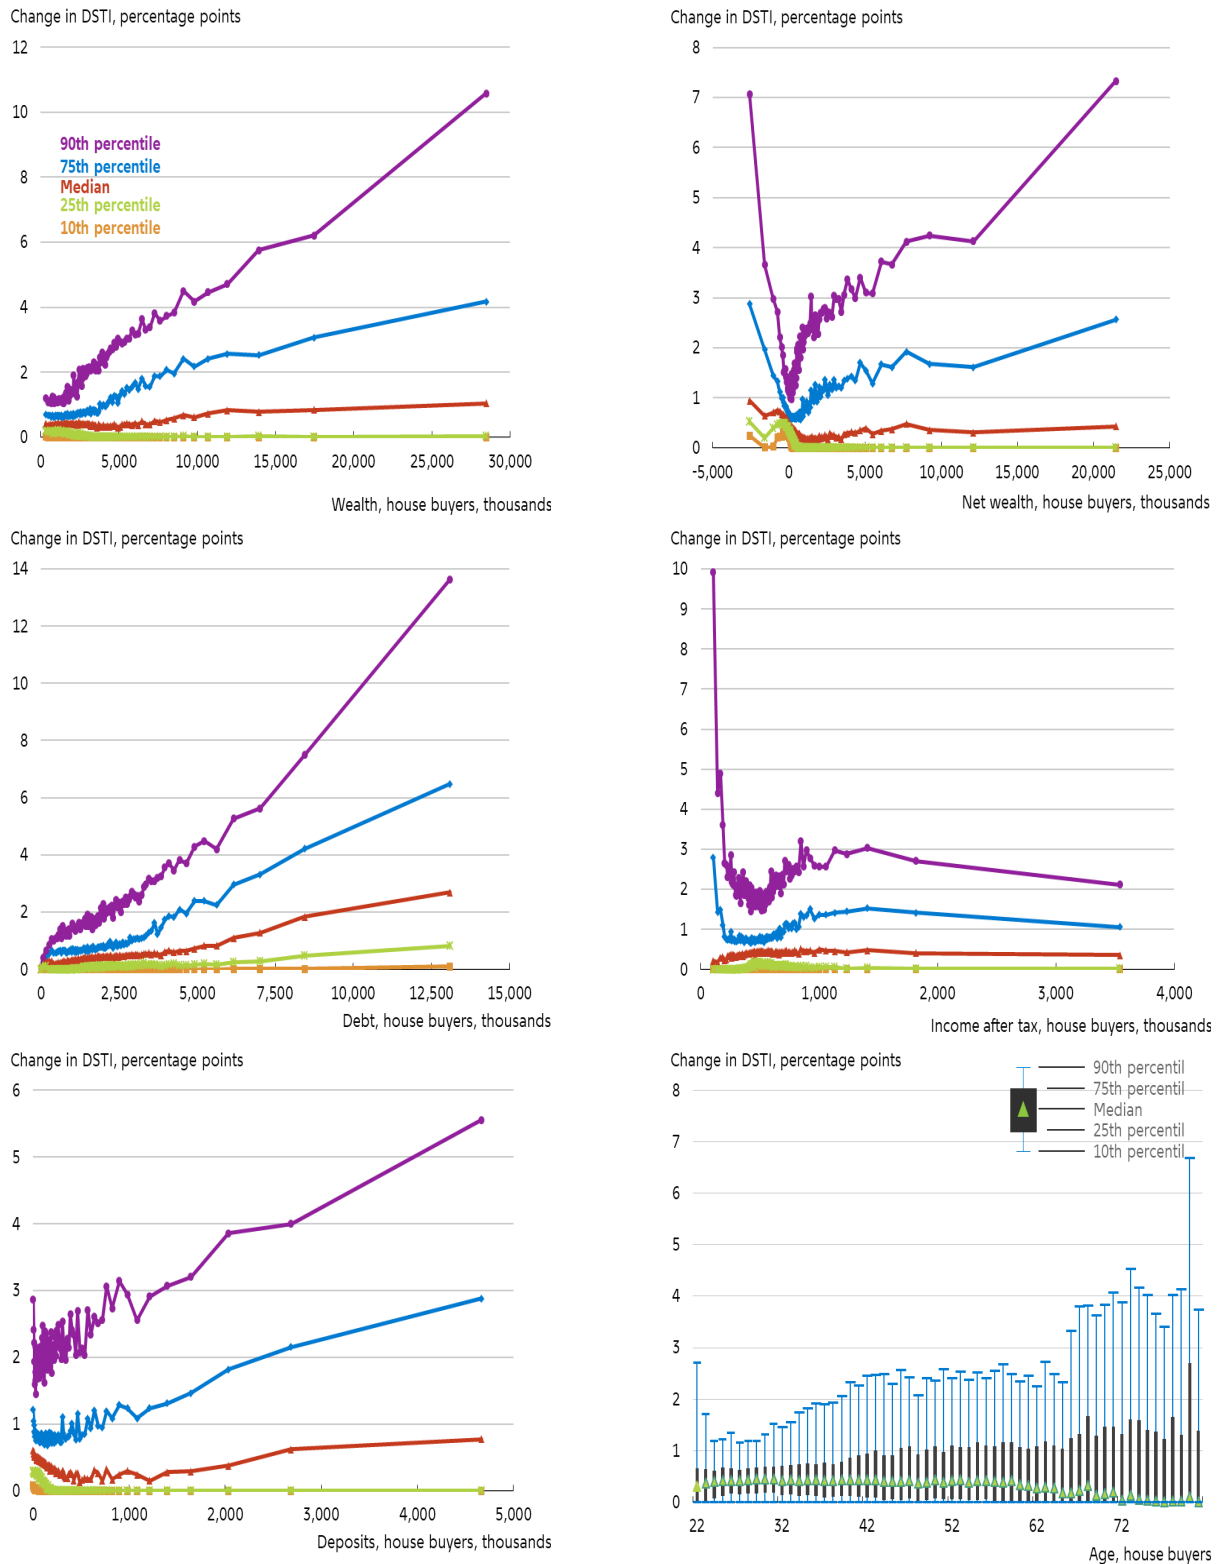 Change in DSTI, percentage points
12
10
8
6
4
2
0
90th percentile
75th percentile
Median
25th percentile
10th percentile
0 5,000 10,000 15,000 20,000 25,000 30,000
Wealth, house buyers, thousands
Change in DSTI, percentage points
8
7
6
5
4
3
2
1
0
-5,000 0 5,000 10,000 15,000 20,000 25,000
Net wealth, house buyers, thousands
Change in DSTI, percentage points
14
12
10
8
6
4
2
0
0 2,500 5,000 7,500 10,000 12,500 15,000
Debt, house buyers, thousands
Change in DSTI, percentage points
10
9
8
7
6
5
4
3
2
1
0
0 1,000 2,000 3,000 4,000
Income after tax, house buyers, thousands
Change in DSTI, percentage points
6
5
4
3
2
1
0
0 1,000 2,000 3,000 4,000 5,000
Deposits, house buyers, thousands
Change in DSTI, percentage points
90th percentil
75th percentil
Median
25th percentil
10th percentil
8
7
6
5
4
3
2
1
0
22 32 42 52 62 72
Age, house buyers